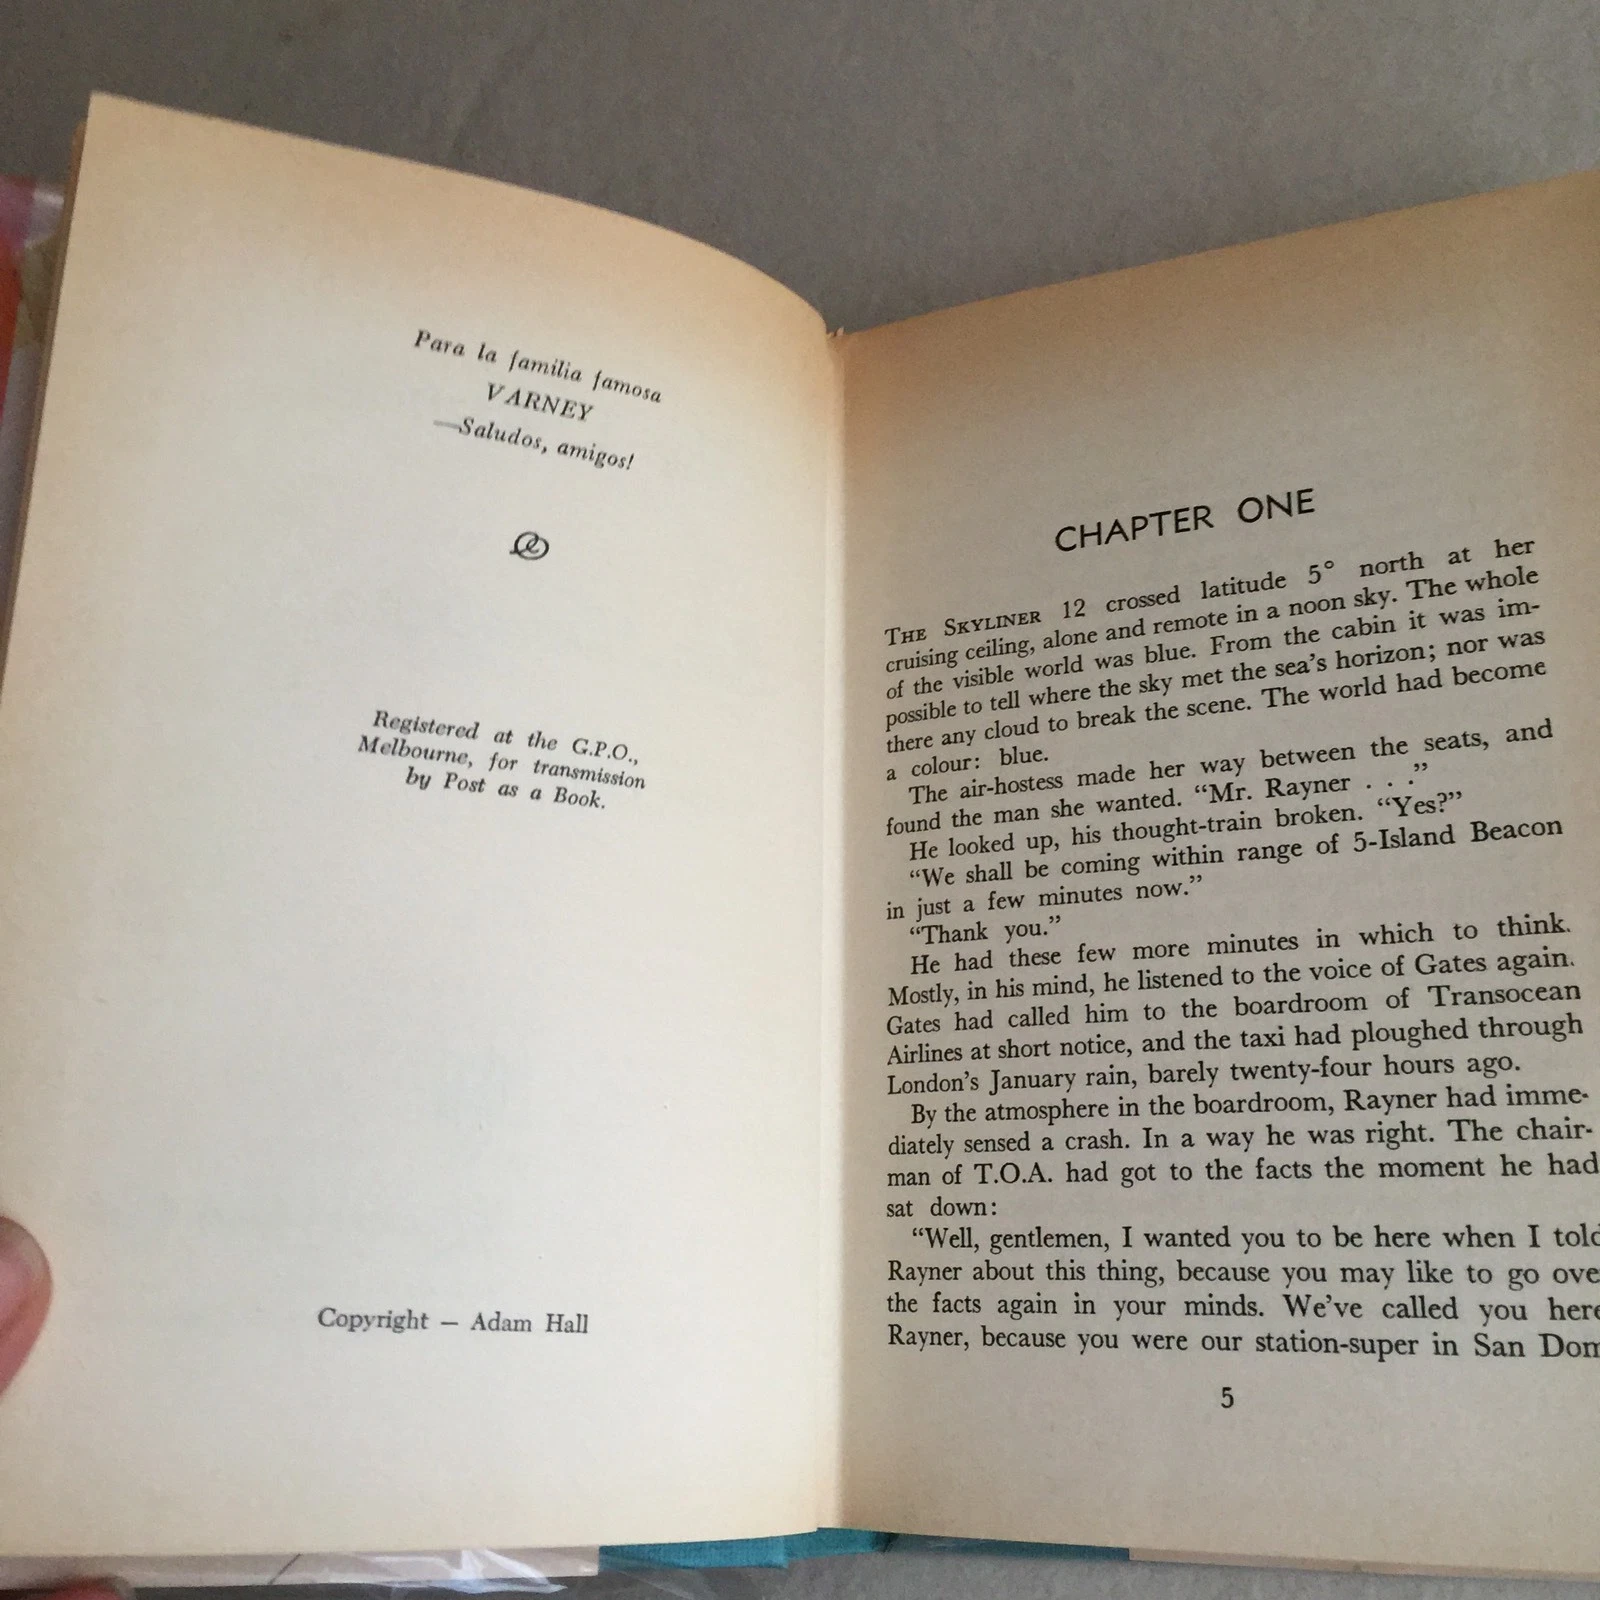 Para la familia famosa
VARNEY
—Saludos, amigos!
Registered at the G.P.O.,
Melbourne, for transmission
by Post as a Book.
Copyright — Adam Hall
CHAPTER ONE
THE SKYLINER 12 crossed latitude 5° north at her
cruising ceiling, alone and remote in a noon sky. The whole
of the visible world was blue. From the cabin it was im-
possible to tell where the sky met the sea's horizon; nor was
there any cloud to break the scene. The world had become
a colour: blue.
The air-hostess made her way between the seats, and
found the man she wanted. “Mr. Rayner . . .”
He looked up, his thought-train broken. “Yes?”
“We shall be coming within range of 5-Island Beacon
in just a few minutes now.”
“Thank you.”
He had these few more minutes in which to think.
Mostly, in his mind, he listened to the voice of Gates again.
Gates had called him to the boardroom of Transocean
Airlines at short notice, and the taxi had ploughed through
London's January rain, barely twenty-four hours ago.
By the atmosphere in the boardroom, Rayner had imme-
diately sensed a crash. In a way he was right. The chair-
man of T.O.A. had got to the facts the moment he had
sat down:
“Well, gentlemen, I wanted you to be here when I told
Rayner about this thing, because you may like to go ove
the facts again in your minds. We've called you here
Rayner, because you were our station-super in San Dom
5